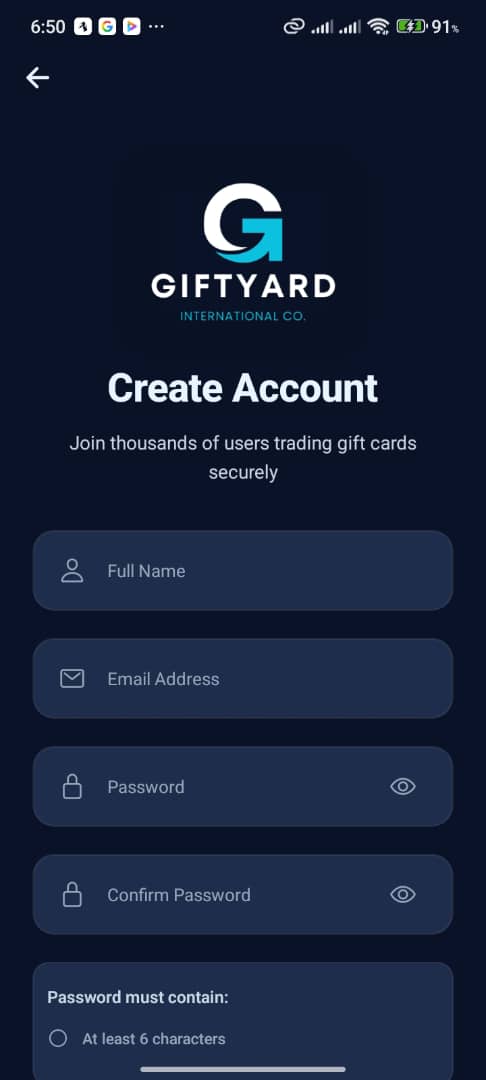 6:50 91%
GIFTYARD
INTERNATIONAL CO.
Create Account
Join thousands of users trading gift cards
securely
Full Name
Email Address
Password
Confirm Password
Password must contain:
At least 6 characters